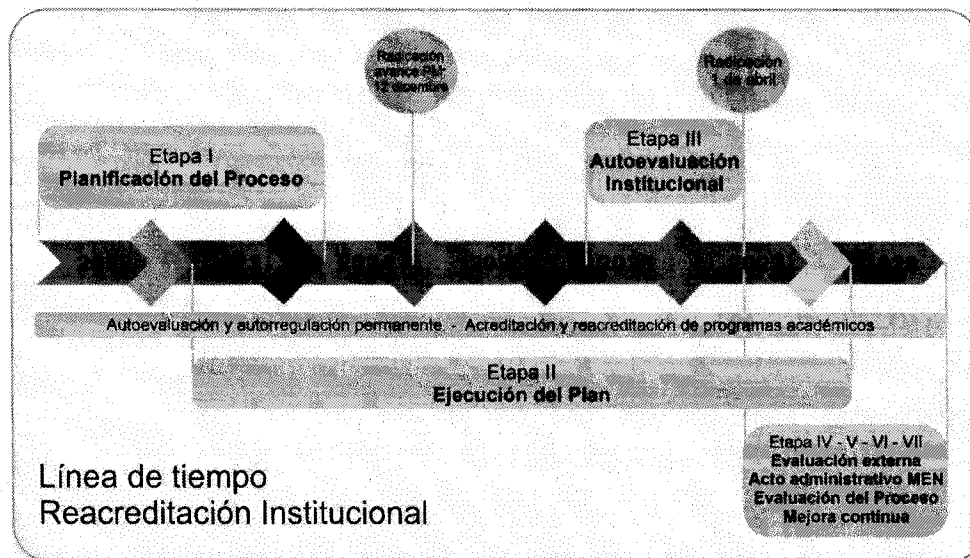 Radicación
avance PM:
12 diciembre
Radicación
1 de abril
Etapa I
Planificación del Proceso
Etapa III
Autoevaluación
Institucional
Autoevaluación y autorregulación permanente - Acreditación y reacreditación de programas académicos
Etapa II
Ejecución del Plan
Etapa IV - V - VI - VII
Evaluación externa
Acto administrativo MEN
Evaluación del Proceso
Mejora continua
Línea de tiempo
Reacreditación Institucional